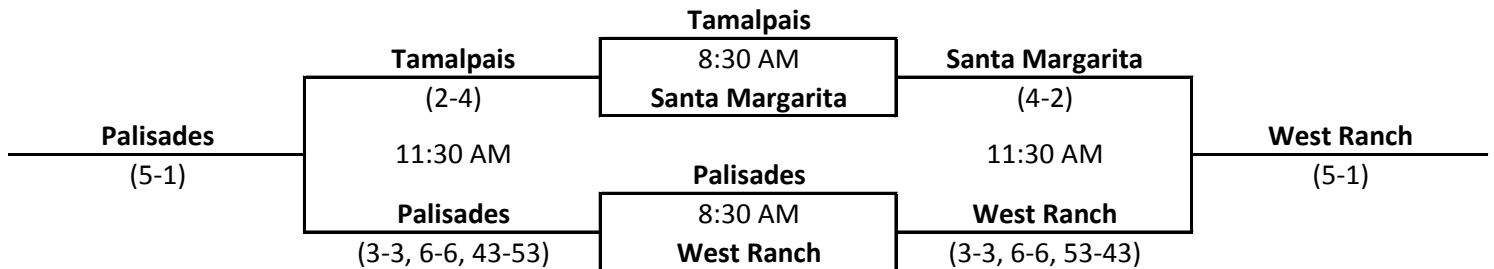 Tamalpais
Tamalpais 8:30 AM Santa Margarita
(2-4) Santa Margarita (4-2)
Palisades 11:30 AM 11:30 AM West Ranch
(5-1) Palisades (5-1)
Palisades 8:30 AM West Ranch
(3-3, 6-6, 43-53) West Ranch (3-3, 6-6, 53-43)